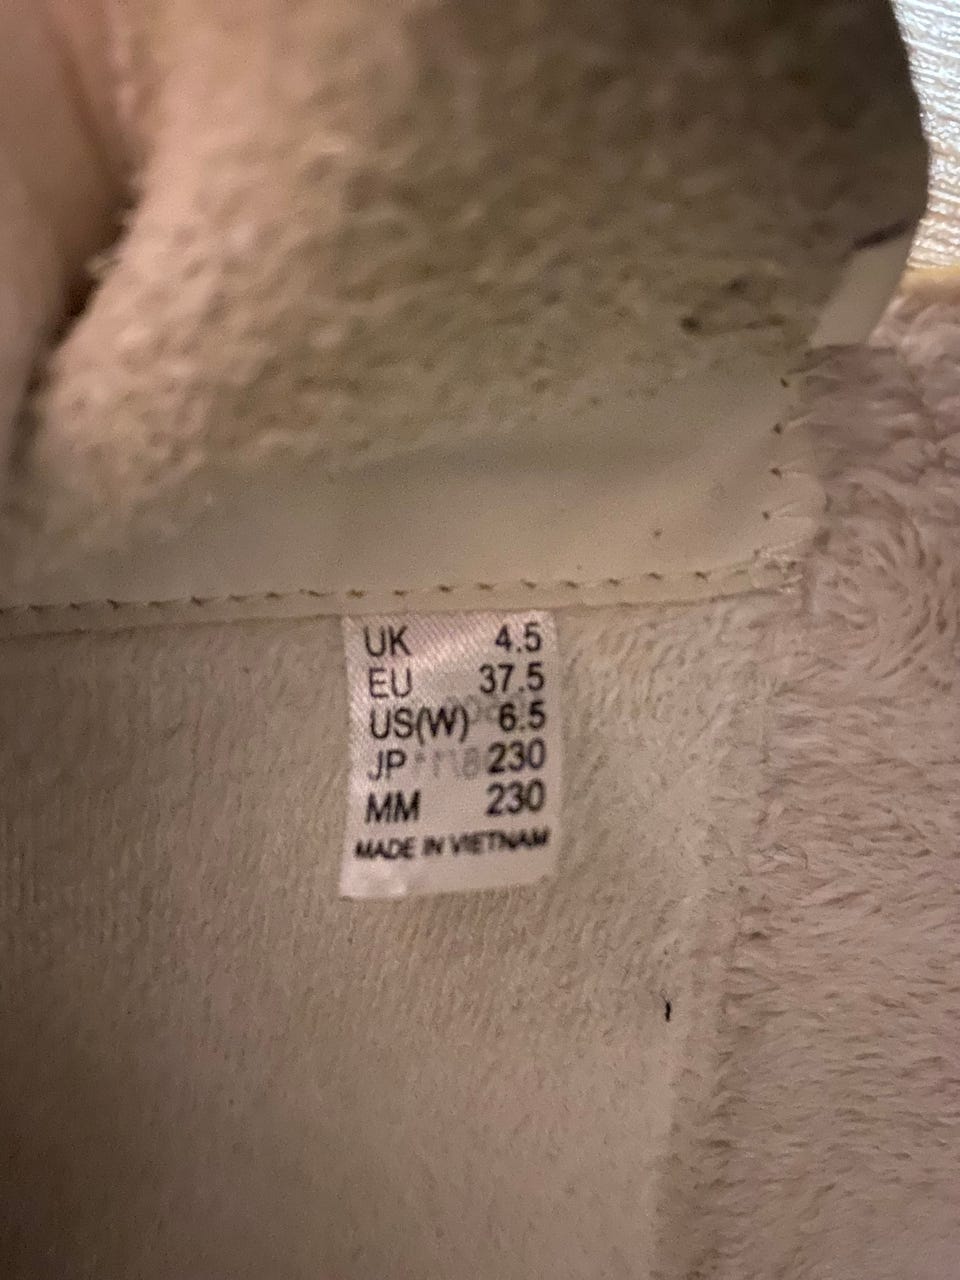 UK 4.5
EU 37.5
US(W) 6.5
JP 230
MM 230
MADE IN VIETNAM